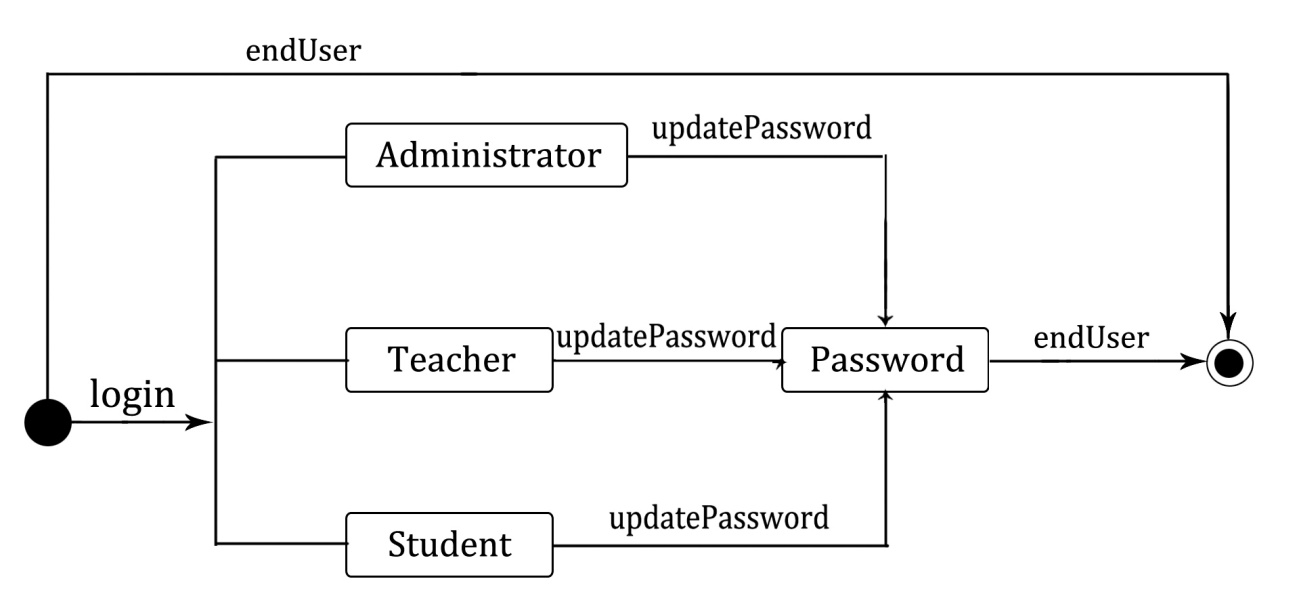 endUser
updatePassword
Administrator
updatePassword
endUser
Teacher
Password
login
updatePassword
Student